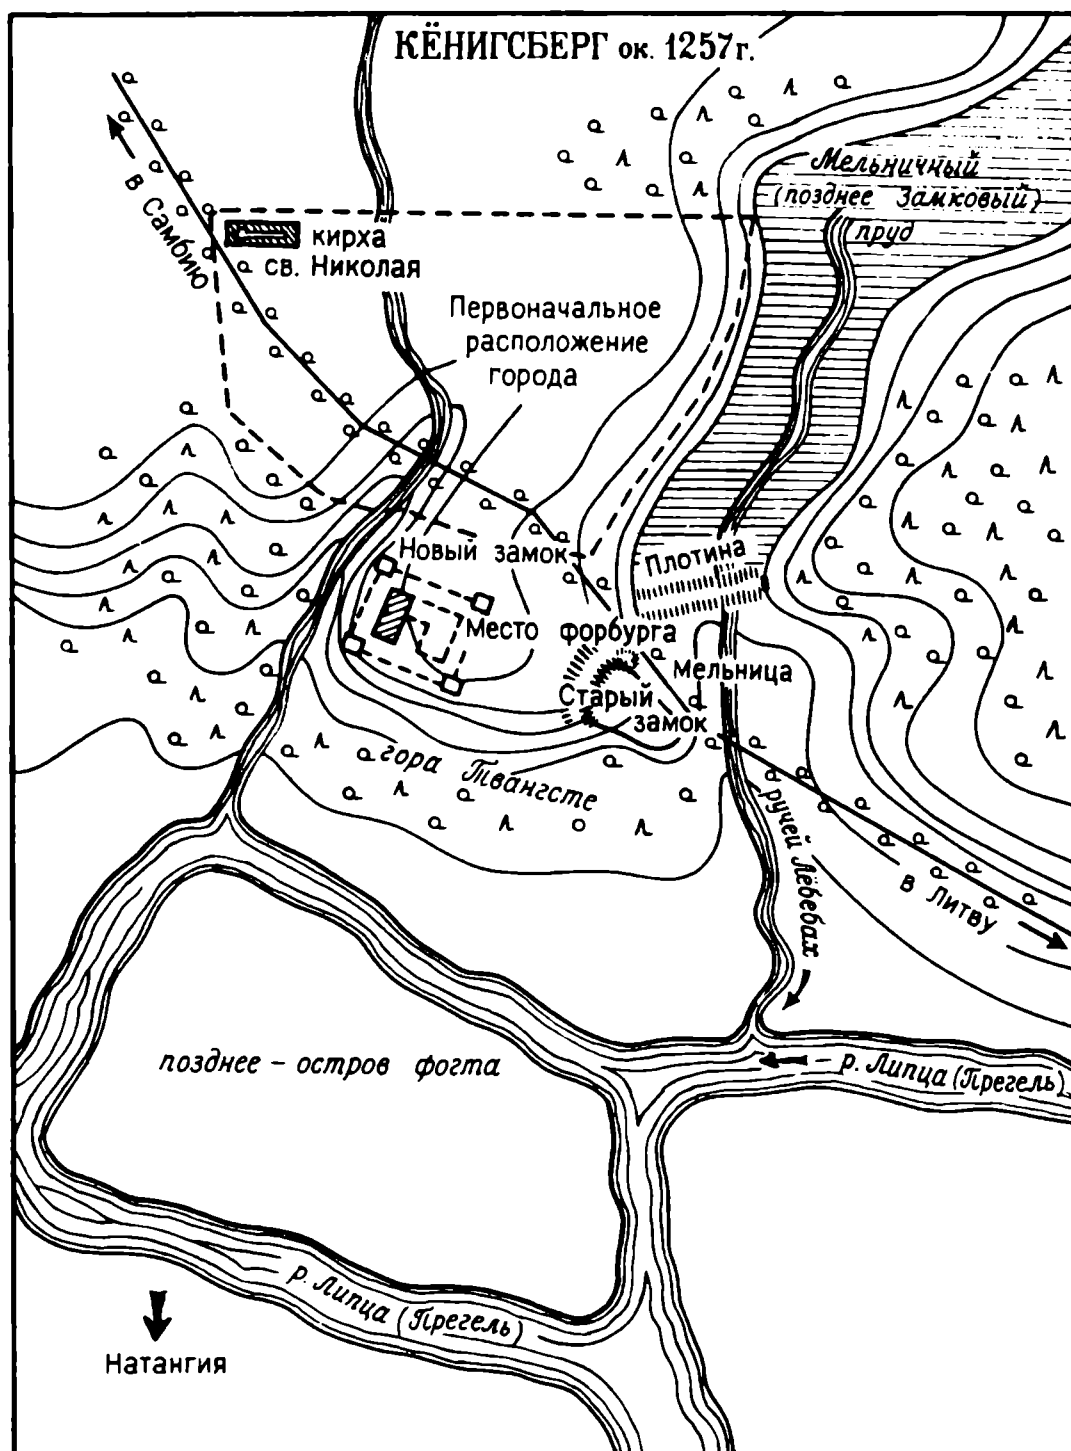 КЁНИГСБЕРГ ок. 1257г.
Мельничный
(позднее Замковый)
пруд
в Самбию
кирха
св. Николая
Первоначальное
расположение
города
Новый замок
Плотина
Место форбурга
Мельница
Старый
замок
гора Твангсте
ручей Лёбебах
в Литву
позднее – остров фогта
р. Липца (Прегель)
р. Липца (Прегель)
Натангия